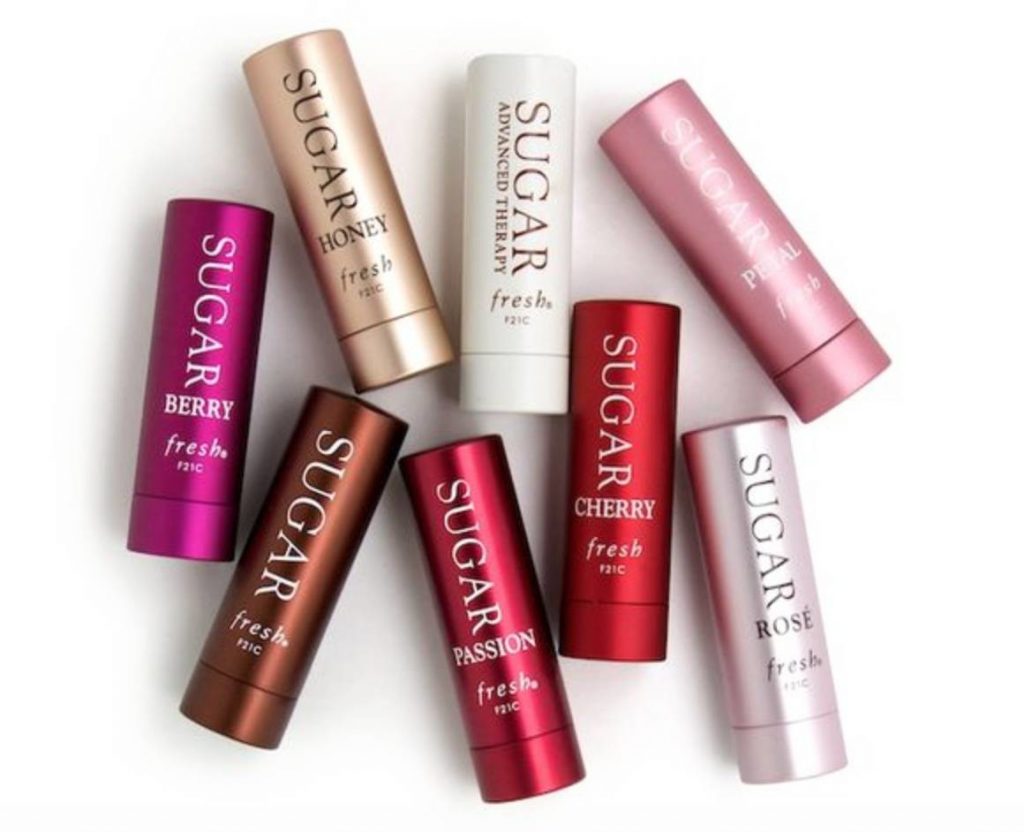 SUGAR
HONEY
fresh
F21C
SUGAR
ADVANCED THERAPY
fresh®
F21C
SUGAR
PETAL
fresh
SUGAR
BERRY
fresh®
F21C
SUGAR
fresh®
F21C
SUGAR
PASSION
fresh®
F21C
SUGAR
CHERRY
fresh
F21C
SUGAR
ROSÉ
fresh®
F21C